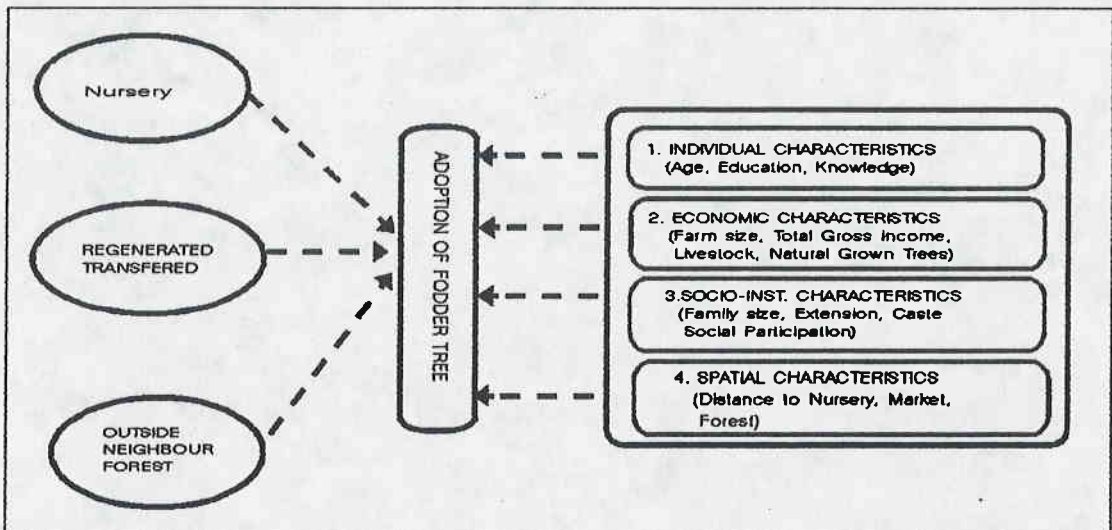 Nursery
REGENERATED
TRANSFERED
OUTSIDE
NEIGHBOUR
FOREST
ADOPTION OF FODDER TREE
1. INDIVIDUAL CHARACTERISTICS
(Age, Education, Knowledge)
2. ECONOMIC CHARACTERISTICS
(Farm size, Total Gross Income,
Livestock, Natural Grown Trees)
3.SOCIO-INST. CHARACTERISTICS
(Family size, Extension, Caste
Social Participation)
4. SPATIAL CHARACTERISTICS
(Distance to Nursery, Market,
Forest)